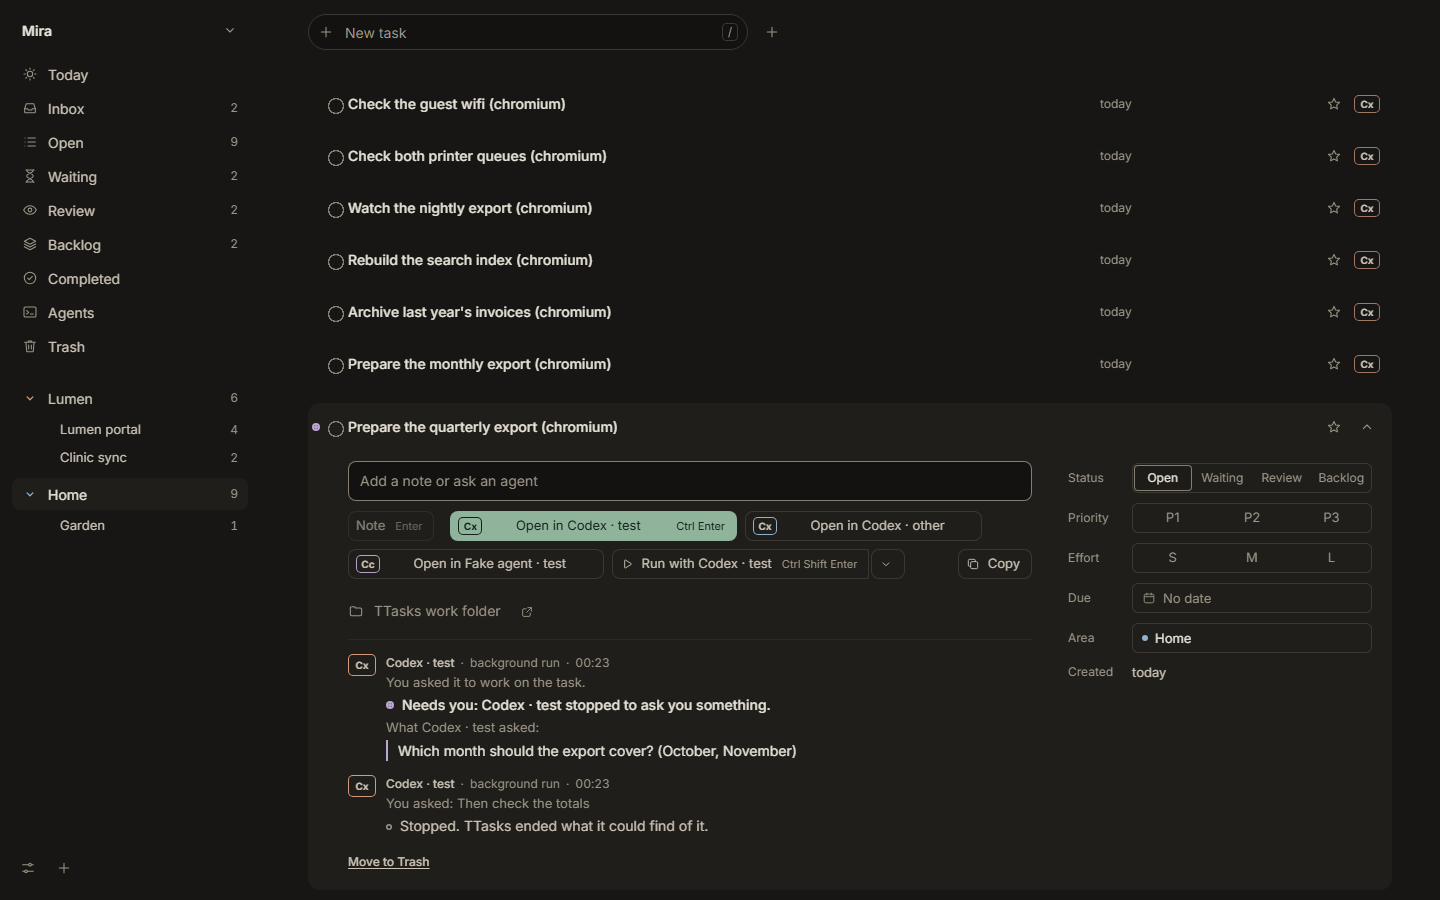 Mira
New task /
Today
Inbox 2
Open 9
Waiting 2
Review 2
Backlog 2
Completed
Agents
Trash
Lumen 6
Lumen portal 4
Clinic sync 2
Home 9
Garden 1
Check the guest wifi (chromium) today Cx
Check both printer queues (chromium) today Cx
Watch the nightly export (chromium) today Cx
Rebuild the search index (chromium) today Cx
Archive last year's invoices (chromium) today Cx
Prepare the monthly export (chromium) today Cx
Prepare the quarterly export (chromium)
Add a note or ask an agent
Note Enter Cx Open in Codex · test Ctrl Enter Cx Open in Codex · other
Cc Open in Fake agent · test Run with Codex · test Ctrl Shift Enter Copy
TTasks work folder
Cx Codex · test · background run · 00:23
You asked it to work on the task.
Needs you: Codex · test stopped to ask you something.
What Codex · test asked:
Which month should the export cover? (October, November)
Cx Codex · test · background run · 00:23
You asked: Then check the totals
Stopped. TTasks ended what it could find of it.
Move to Trash
Status Open Waiting Review Backlog
Priority P1 P2 P3
Effort S M L
Due No date
Area Home
Created today